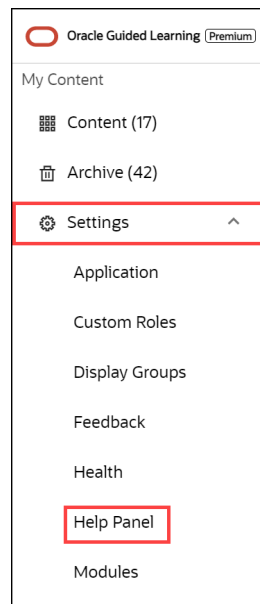 Oracle Guided Learning Premium
My Content
Content (17)
Archive (42)
Settings
Application
Custom Roles
Display Groups
Feedback
Health
Help Panel
Modules